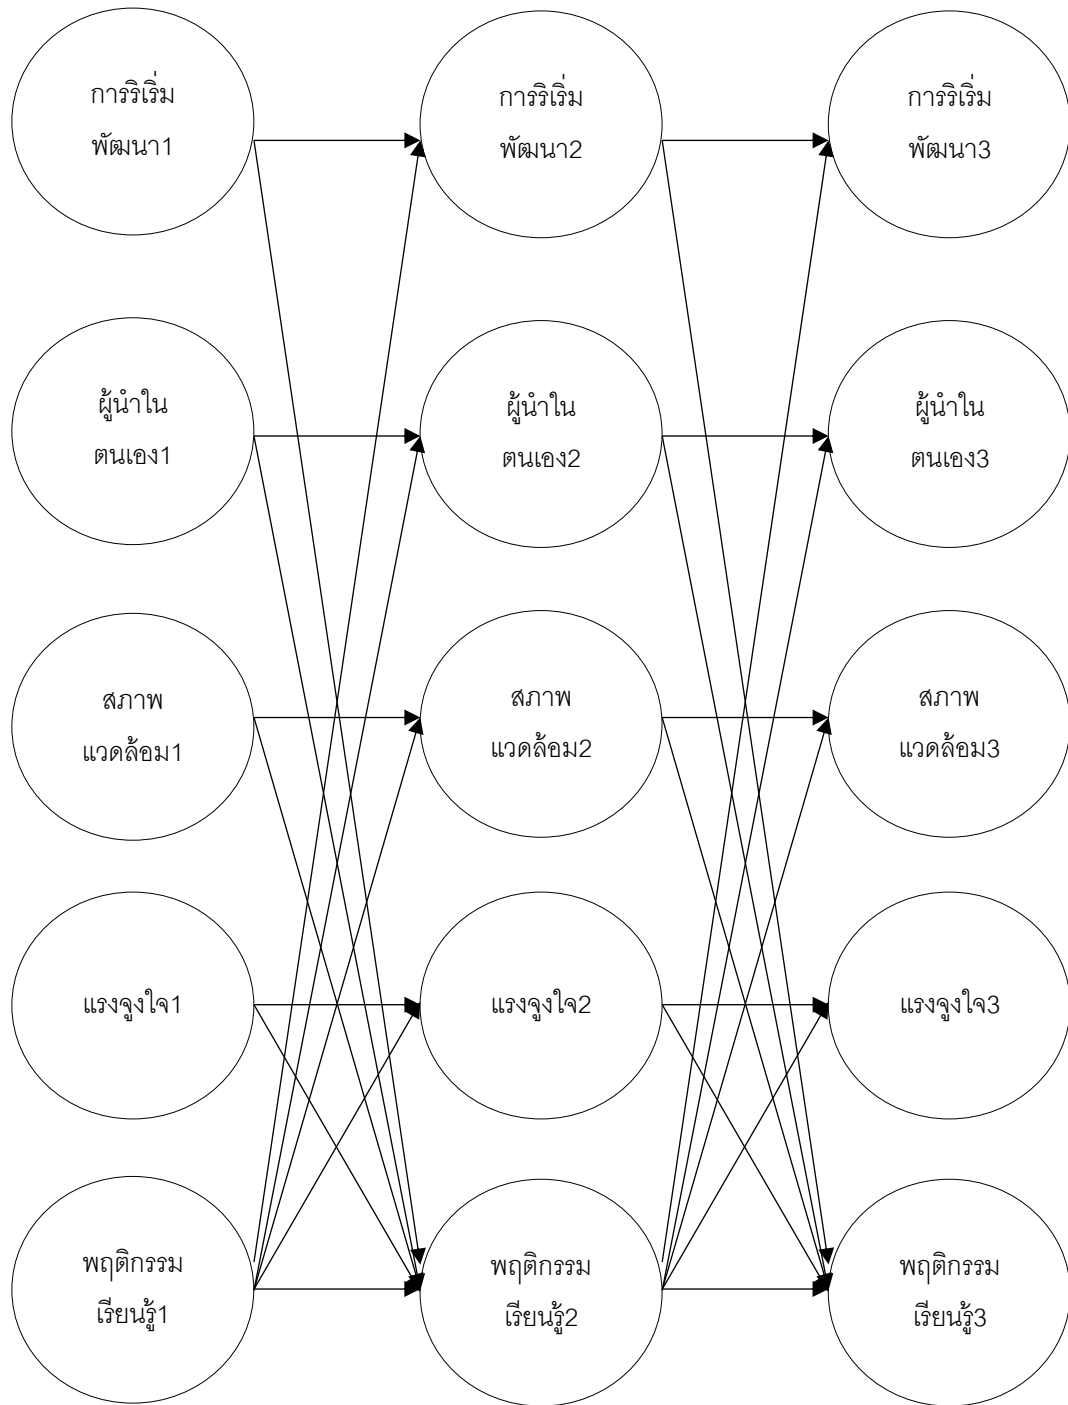 การริเริ่ม
พัฒนา1
การริเริ่ม
พัฒนา2
การริเริ่ม
พัฒนา3
ผู้นำใน
ตนเอง1
ผู้นำใน
ตนเอง2
ผู้นำใน
ตนเอง3
สภาพ
แวดล้อม1
สภาพ
แวดล้อม2
สภาพ
แวดล้อม3
แรงจูงใจ1
แรงจูงใจ2
แรงจูงใจ3
พฤติกรรม
เรียนรู้1
พฤติกรรม
เรียนรู้2
พฤติกรรม
เรียนรู้3